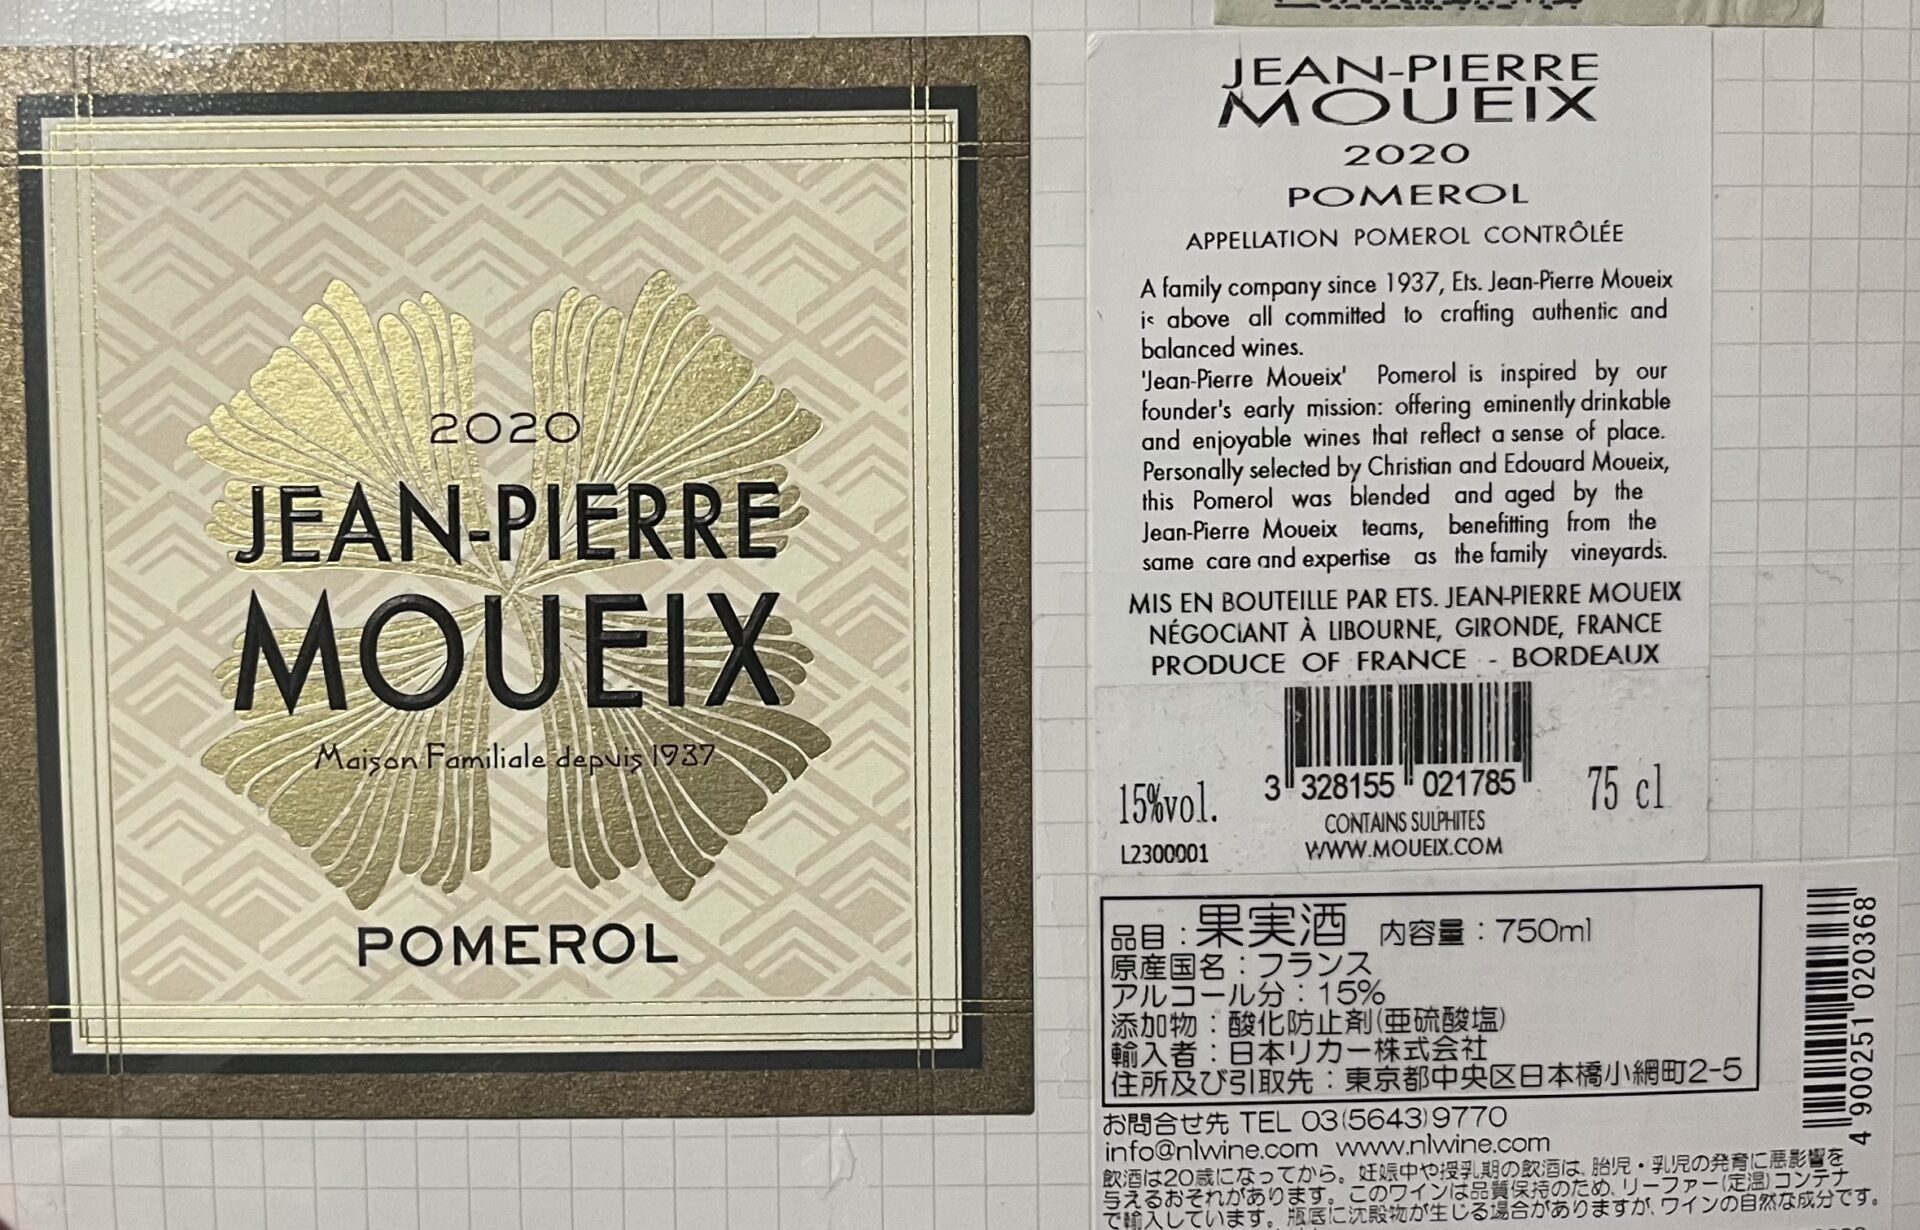 2020
JEAN-PIERRE
MOUEIX
Maison Familiale depuis 1937
POMEROL
JEAN-PIERRE
MOUEIX
2020
POMEROL
APPELLATION POMEROL CONTRÔLÉE
A family company since 1937, Ets. Jean-Pierre Moueix
is above all committed to crafting authentic and
balanced wines.
'Jean-Pierre Moueix' Pomerol is inspired by our
founder's early mission: offering eminently drinkable
and enjoyable wines that reflect a sense of place.
Personally selected by Christian and Edouard Moueix,
this Pomerol was blended and aged by the
Jean-Pierre Moueix teams, benefitting from the
same care and expertise as the family vineyards.
MIS EN BOUTEILLE PAR ETS. JEAN-PIERRE MOUEIX
NÉGOCIANT À LIBOURNE, GIRONDE, FRANCE
PRODUCE OF FRANCE - BORDEAUX
3 328155 021785
15%vol.
75 cl
CONTAINS SULPHITES
L2300001
WWW.MOUEIX.COM
品目:果実酒 内容量:750ml
原産国名:フランス
アルコール分:15%
添加物:酸化防止剤(亜硫酸塩)
輸入者:日本リカー株式会社
住所及び引取先:東京都中央区日本橋小網町2-5
4 900251 020368
お問合せ先 TEL 03(5643)9770
info@nlwine.com www.nlwine.com
飲酒は20歳になってから。妊娠中や授乳期の飲酒は、胎児・乳児の発育に悪影響を
与えるおそれがあります。このワインは品質保持のため、リーファー(定温)コンテナ
で輸入しています。瓶底に沈殿物が生じる場合がありますが、ワインの自然な成分です。